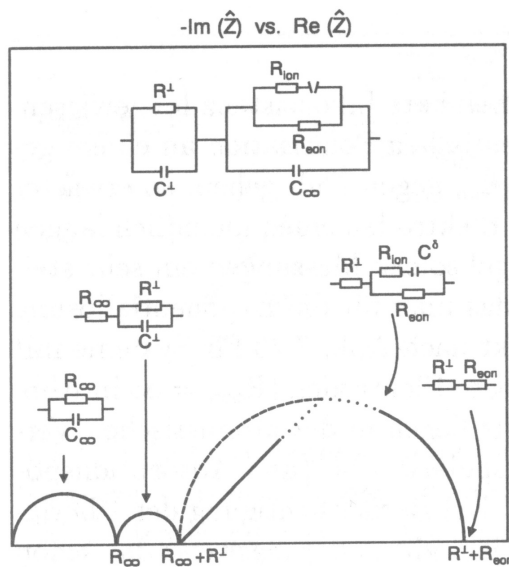 -Im (Ẑ) vs. Re (Ẑ)
R⊥
Rion
Reon
C⊥
C∞
R⊥
Rion
Cδ
Reon
R∞
R⊥
C⊥
R⊥ Reon
R∞
C∞
R∞
R∞+R⊥
R⊥+Reon